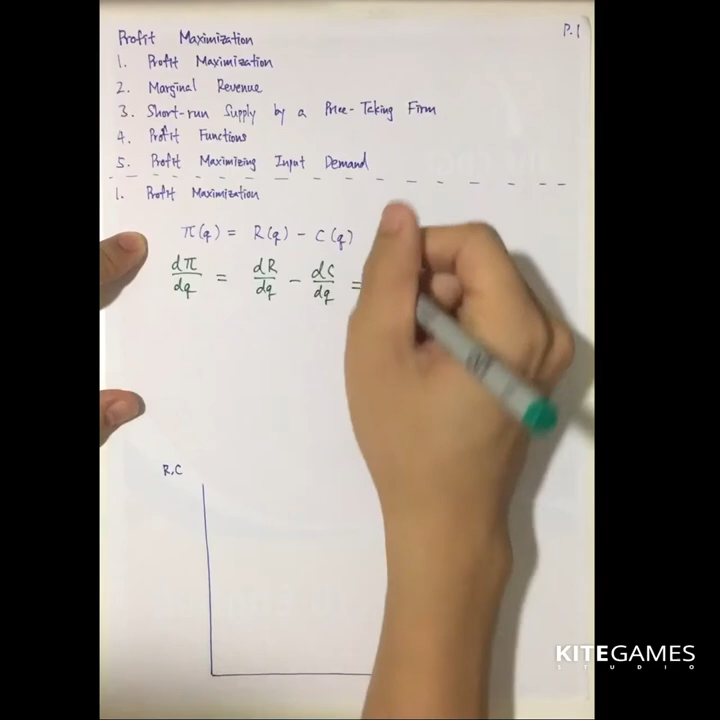 P.1
Profit Maximization
1. Profit Maximization
2. Marginal Revenue
3. Short-run Supply by a Price-Taking Firm
4. Profit Functions
5. Profit Maximizing Input Demand
1. Profit Maximization
π(q) = R(q) - C(q)
dπ/dq = dR/dq - dC/dq =
R,C
KITEGAMES
STUDIO